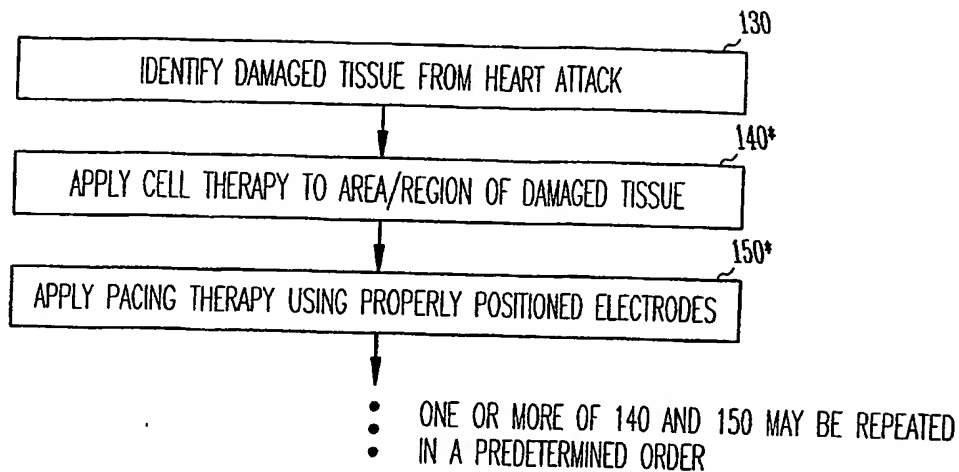 130
IDENTIFY DAMAGED TISSUE FROM HEART ATTACK
140*
APPLY CELL THERAPY TO AREA/REGION OF DAMAGED TISSUE
150*
APPLY PACING THERAPY USING PROPERLY POSITIONED ELECTRODES
ONE OR MORE OF 140 AND 150 MAY BE REPEATED
IN A PREDETERMINED ORDER